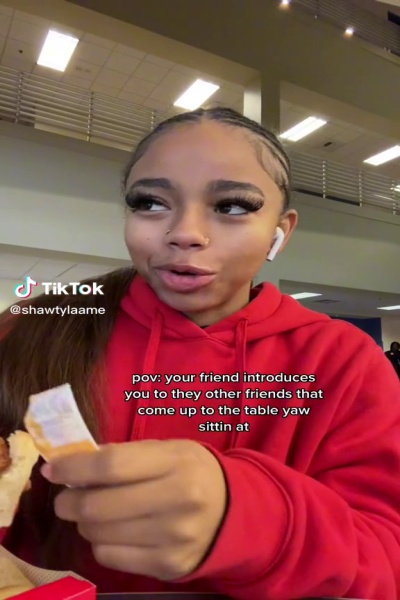 TikTok
@shawtylaame
pov: your friend introduces
you to they other friends that
come up to the table yaw
sittin at